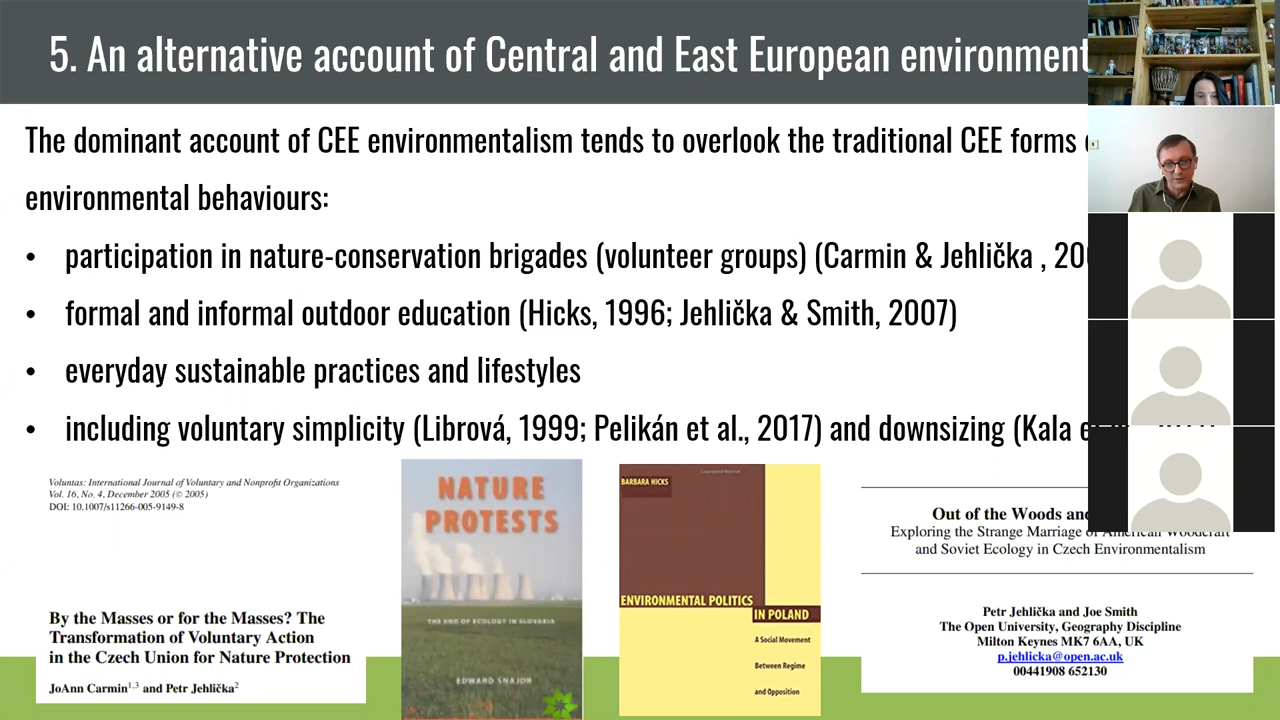 5. An alternative account of Central and East European environment
The dominant account of CEE environmentalism tends to overlook the traditional CEE forms
environmental behaviours:
• participation in nature-conservation brigades (volunteer groups) (Carmin & Jehlička , 20
• formal and informal outdoor education (Hicks, 1996; Jehlička & Smith, 2007)
• everyday sustainable practices and lifestyles
• including voluntary simplicity (Librová, 1999; Pelikán et al., 2017) and downsizing (Kala
Voluntas: International Journal of Voluntary and Nonprofit Organizations
Vol. 16, No. 4, December 2005 (© 2005)
DOI: 10.1007/s11266-005-9149-8
By the Masses or for the Masses? The
Transformation of Voluntary Action
in the Czech Union for Nature Protection
JoAnn Carmin1,3 and Petr Jehlička2
NATURE
PROTESTS
THE END OF ECOLOGY IN SLOVAKIA
EDWARD SNAJDR
BARBARA HICKS
ENVIRONMENTAL POLITICS
IN POLAND
A Social Movement
Between Regime
and Opposition
Out of the Woods and
Exploring the Strange Marriage of American Woodcraft
and Soviet Ecology in Czech Environmentalism
Petr Jehlička and Joe Smith
The Open University, Geography Discipline
Milton Keynes MK7 6AA, UK
p.jehlicka@open.ac.uk
00441908 652130